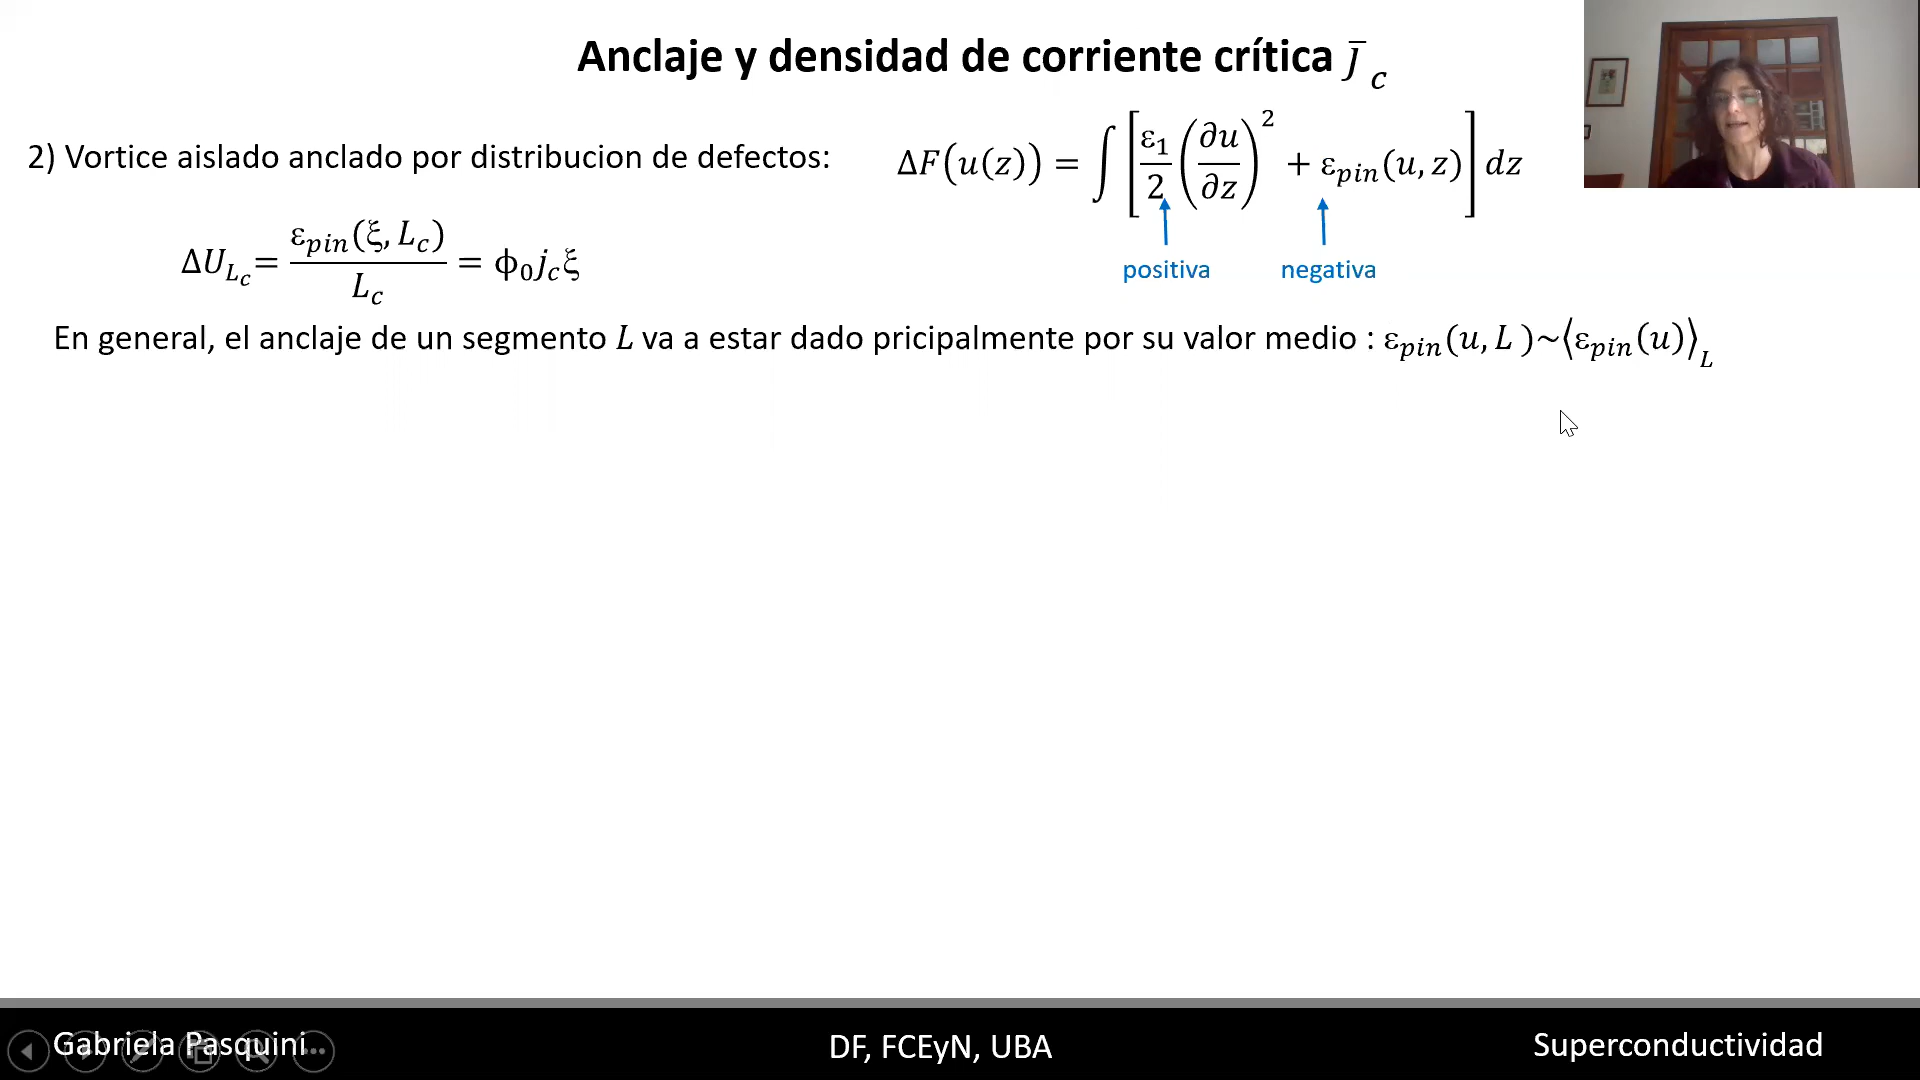 Anclaje y densidad de corriente crítica j̅ c
2) Vortice aislado anclado por distribucion de defectos:
ΔF(u(z)) = ∫ [ε₁/2 (∂u/∂z)² + εpin(u, z)] dz
positiva negativa
ΔU_Lc = εpin(ξ, Lc)/Lc = ϕ₀jcξ
En general, el anclaje de un segmento L va a estar dado pricipalmente por su valor medio : εpin(u, L )~⟨εpin(u)⟩L
Gabriela Pasquini
DF, FCEyN, UBA
Superconductividad